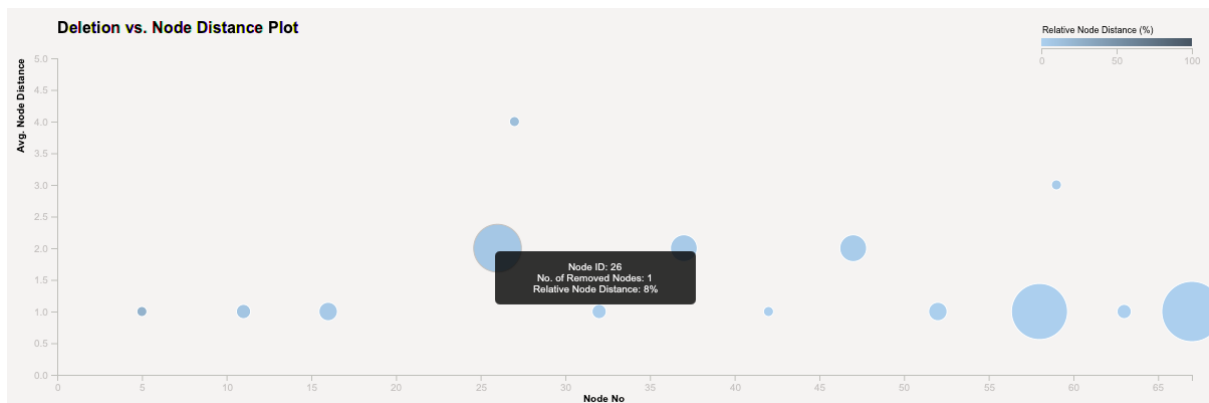 Deletion vs. Node Distance Plot
Relative Node Distance (%)
0 50 100
Avg. Node Distance
5.0
4.5
4.0
3.5
3.0
2.5
2.0
1.5
1.0
0.5
0.0
Node ID: 26
No. of Removed Nodes: 1
Relative Node Distance: 8%
0 5 10 15 20 25 30 35 40 45 50 55 60 65
Node No